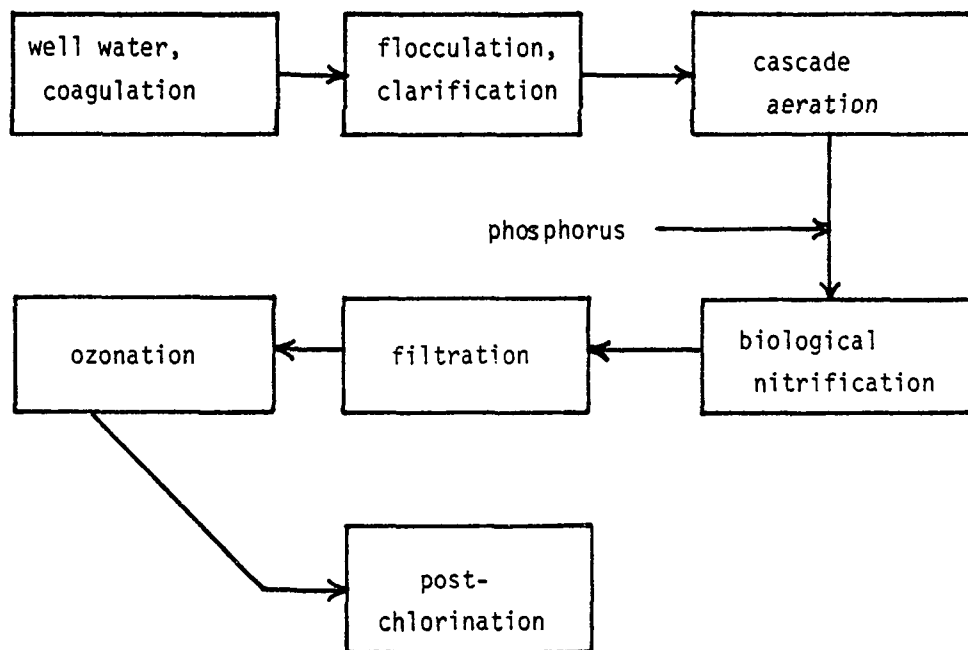 well water,
coagulation
flocculation,
clarification
cascade
aeration
phosphorus
biological
nitrification
filtration
ozonation
post-
chlorination